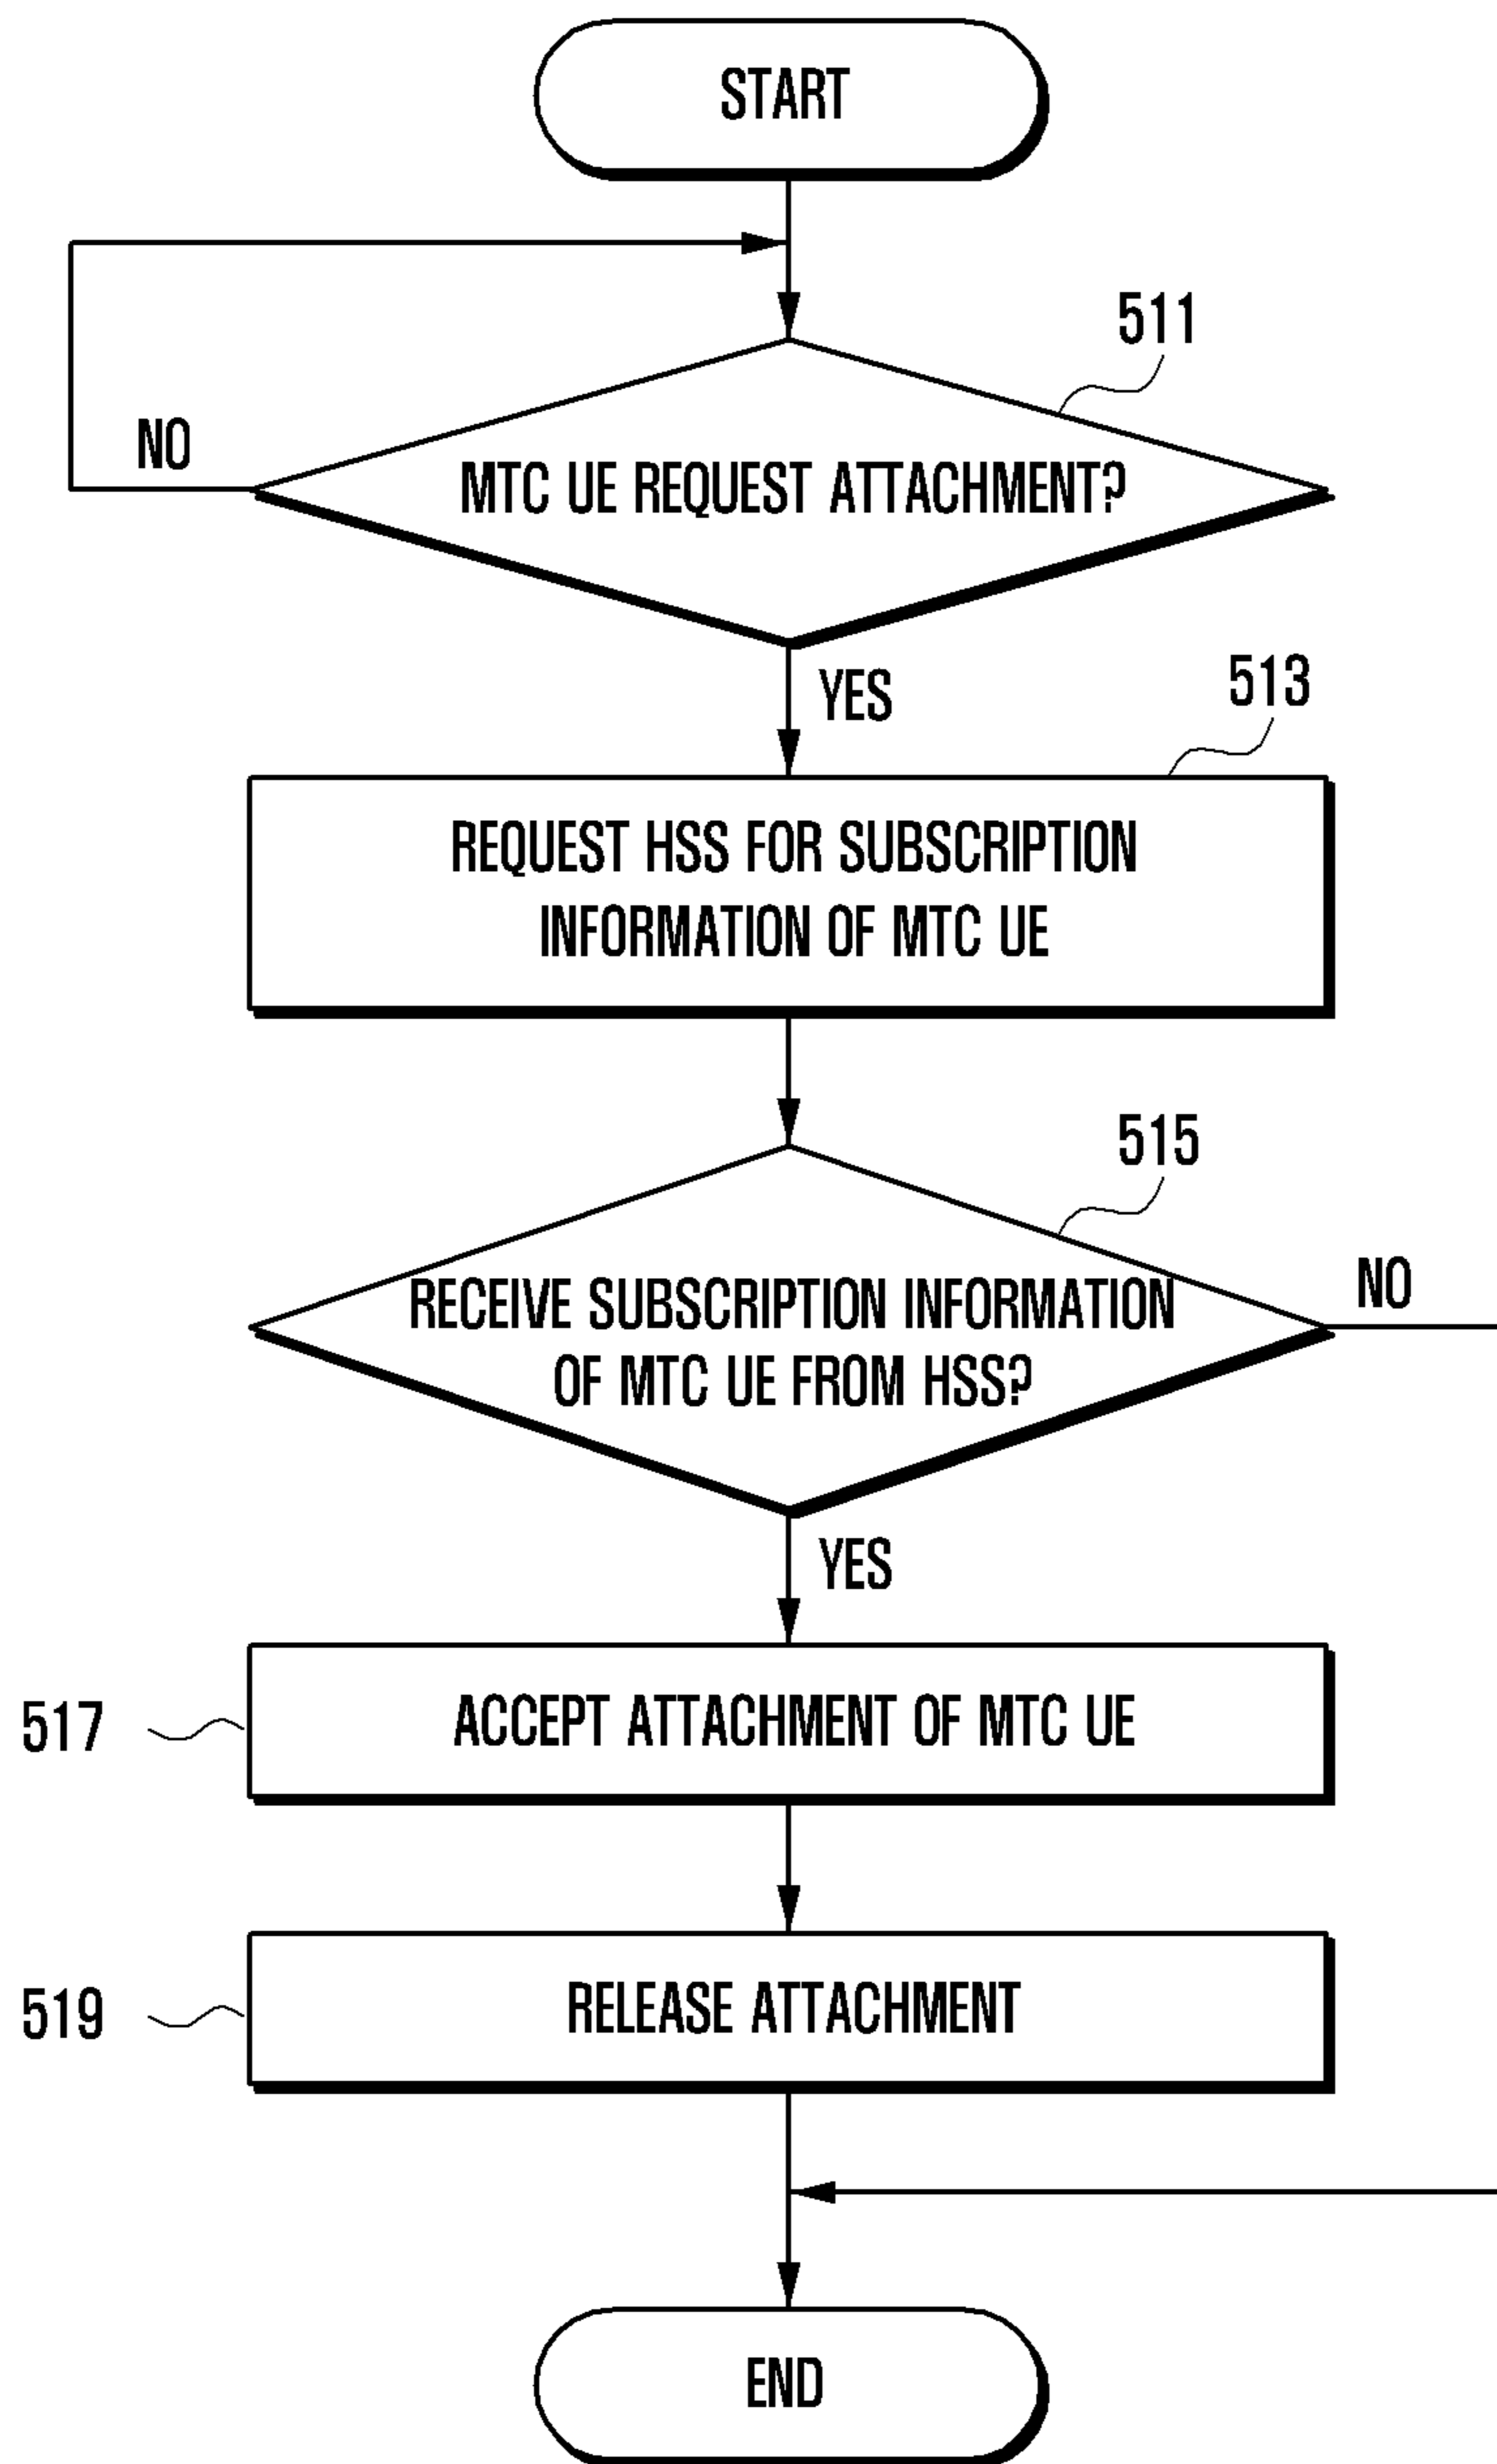 START
511
NO
MTC UE REQUEST ATTACHMENT?
YES
513
REQUEST HSS FOR SUBSCRIPTION
INFORMATION OF MTC UE
515
NO
RECEIVE SUBSCRIPTION INFORMATION
OF MTC UE FROM HSS?
YES
517
ACCEPT ATTACHMENT OF MTC UE
519
RELEASE ATTACHMENT
END